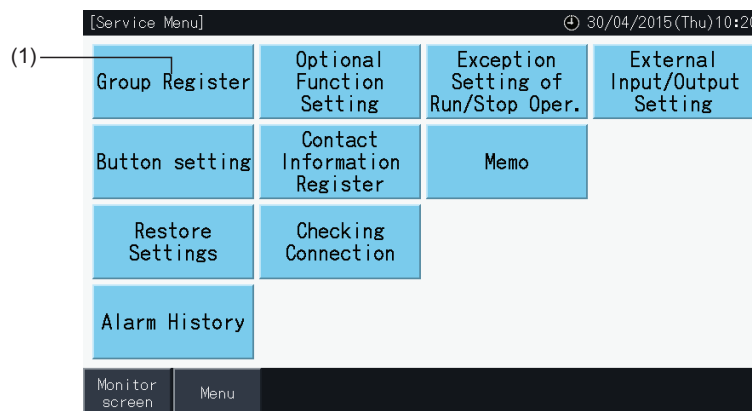 [Service Menu]
30/04/2015(Thu)10:20
(1)
Group Register
Optional
Function
Setting
Exception
Setting of
Run/Stop Oper.
External
Input/Output
Setting
Button setting
Contact
Information
Register
Memo
Restore
Settings
Checking
Connection
Alarm History
Monitor
screen
Menu